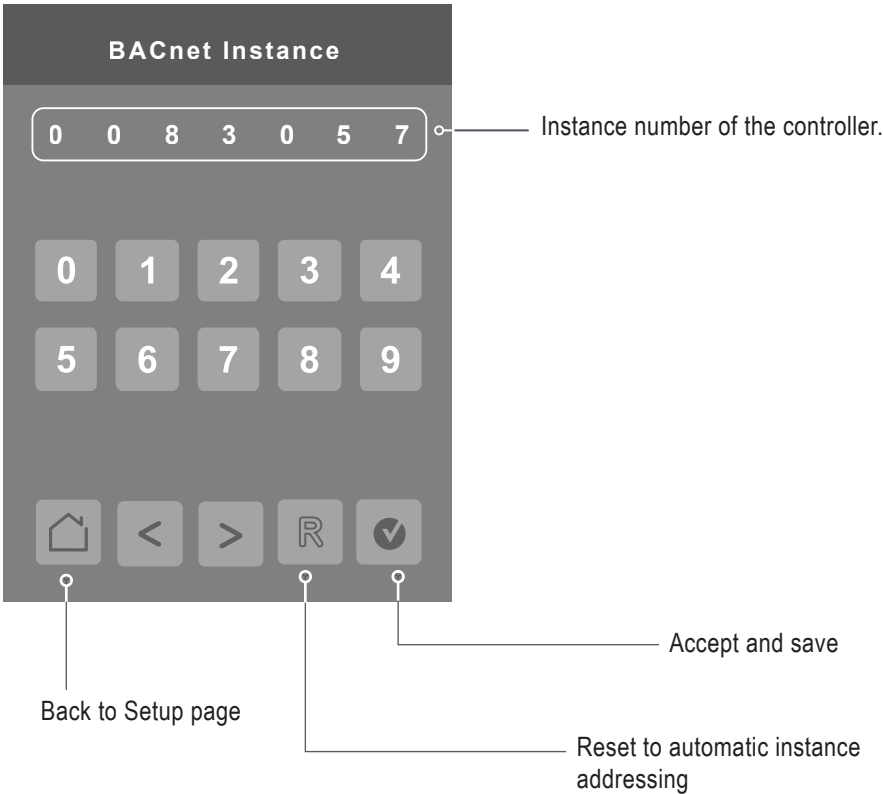 BACnet Instance
0 0 8 3 0 5 7
Instance number of the controller.
0 1 2 3 4
5 6 7 8 9
< > R
Accept and save
Back to Setup page
Reset to automatic instance
addressing